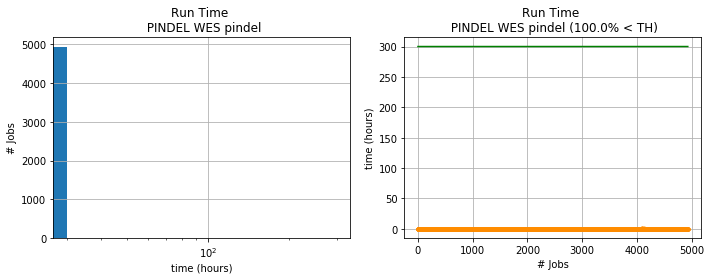 Run Time
PINDEL WES pindel
5000
4000
3000
2000
1000
0
# Jobs
10²
time (hours)
Run Time
PINDEL WES pindel (100.0% < TH)
300
250
200
150
100
50
0
time (hours)
0 1000 2000 3000 4000 5000
# Jobs